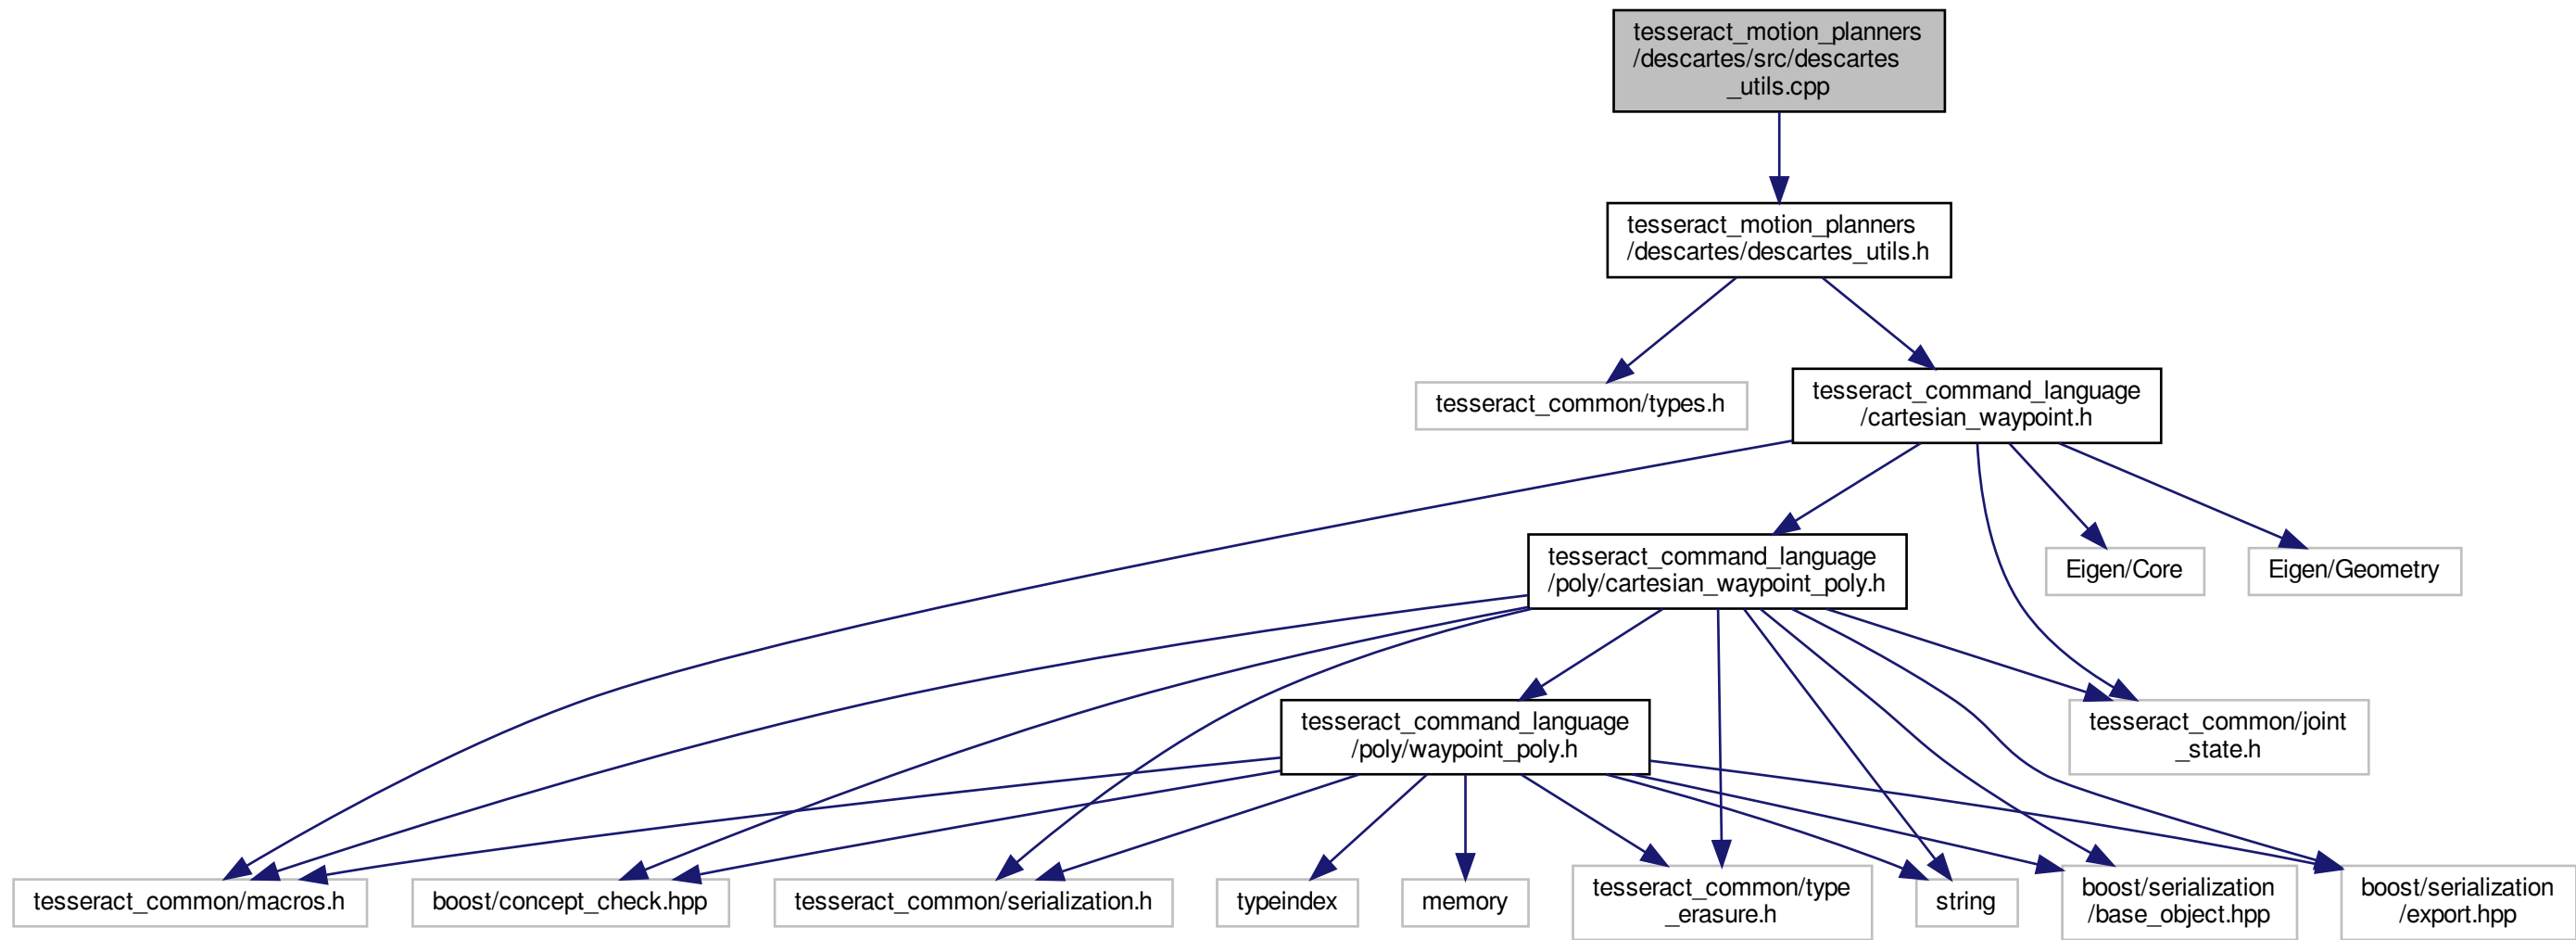 tesseract_motion_planners
/descartes/src/descartes
_utils.cpp
tesseract_motion_planners
/descartes/descartes_utils.h
tesseract_common/types.h
tesseract_command_language
/cartesian_waypoint.h
tesseract_command_language
/poly/cartesian_waypoint_poly.h
Eigen/Core
Eigen/Geometry
tesseract_command_language
/poly/waypoint_poly.h
tesseract_common/joint
_state.h
tesseract_common/macros.h
boost/concept_check.hpp
tesseract_common/serialization.h
typeindex
memory
tesseract_common/type
_erasure.h
string
boost/serialization
/base_object.hpp
boost/serialization
/export.hpp